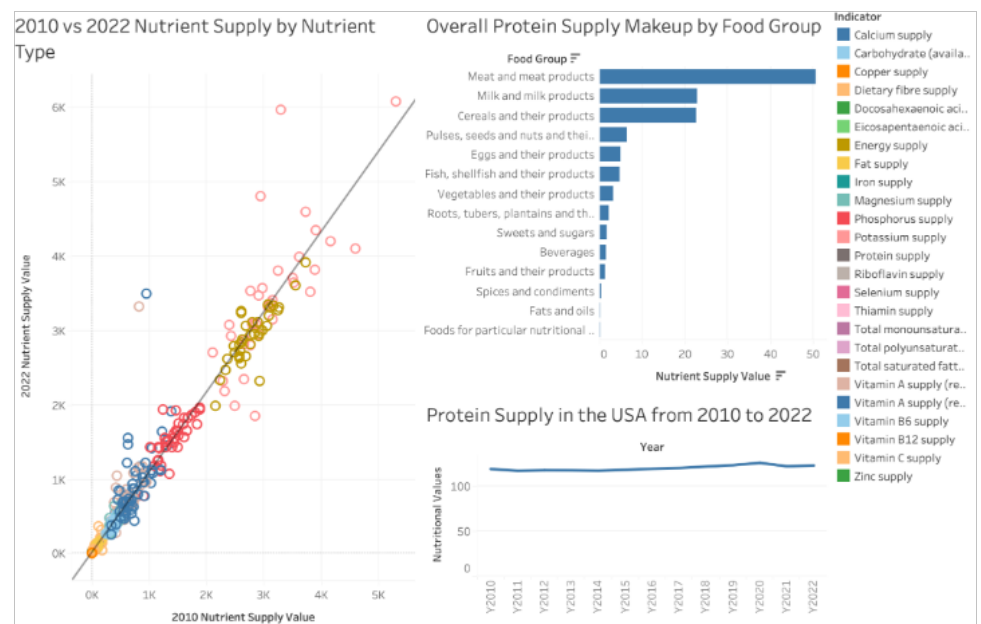 2010 vs 2022 Nutrient Supply by Nutrient
Type
6K
5K
4K
3K
2K
1K
0K
2022 Nutrient Supply Value
0K 1K 2K 3K 4K 5K
2010 Nutrient Supply Value
Overall Protein Supply Makeup by Food Group
Food Group
Meat and meat products
Milk and milk products
Cereals and their products
Pulses, seeds and nuts and thei..
Eggs and their products
Fish, shellfish and their products
Vegetables and their products
Roots, tubers, plantains and th..
Sweets and sugars
Beverages
Fruits and their products
Spices and condiments
Fats and oils
Foods for particular nutritional ..
0 10 20 30 40 50
Nutrient Supply Value
Protein Supply in the USA from 2010 to 2022
Year
100
50
0
Nutritional Values
Y2010 Y2011 Y2012 Y2013 Y2014 Y2015 Y2016 Y2017 Y2018 Y2019 Y2020 Y2021 Y2022
Indicator
Calcium supply
Carbohydrate (availa..
Copper supply
Dietary fibre supply
Docosahexaenoic aci..
Eicosapentaenoic aci..
Energy supply
Fat supply
Iron supply
Magnesium supply
Phosphorus supply
Potassium supply
Protein supply
Riboflavin supply
Selenium supply
Thiamin supply
Total monounsatura..
Total polyunsaturat..
Total saturated fatt..
Vitamin A supply (re..
Vitamin A supply (re..
Vitamin B6 supply
Vitamin B12 supply
Vitamin C supply
Zinc supply